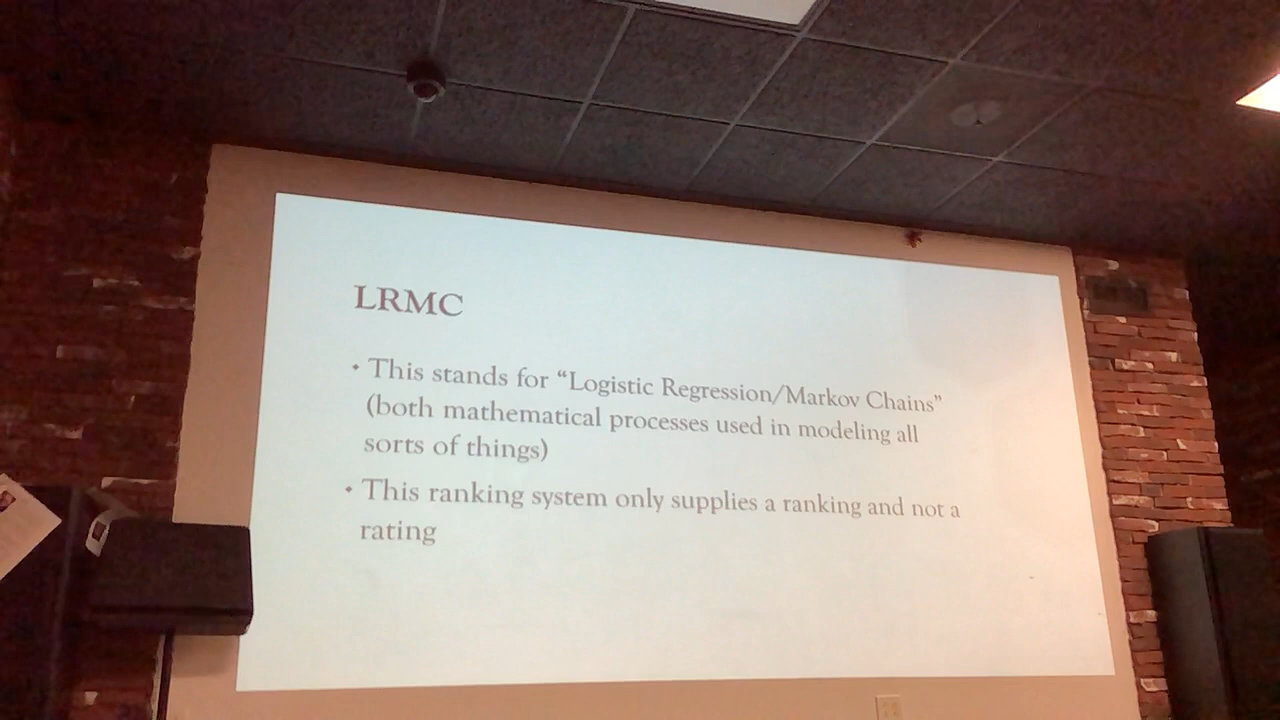 LRMC
• This stands for “Logistic Regression/Markov Chains”
(both mathematical processes used in modeling all
sorts of things)
• This ranking system only supplies a ranking and not a
rating